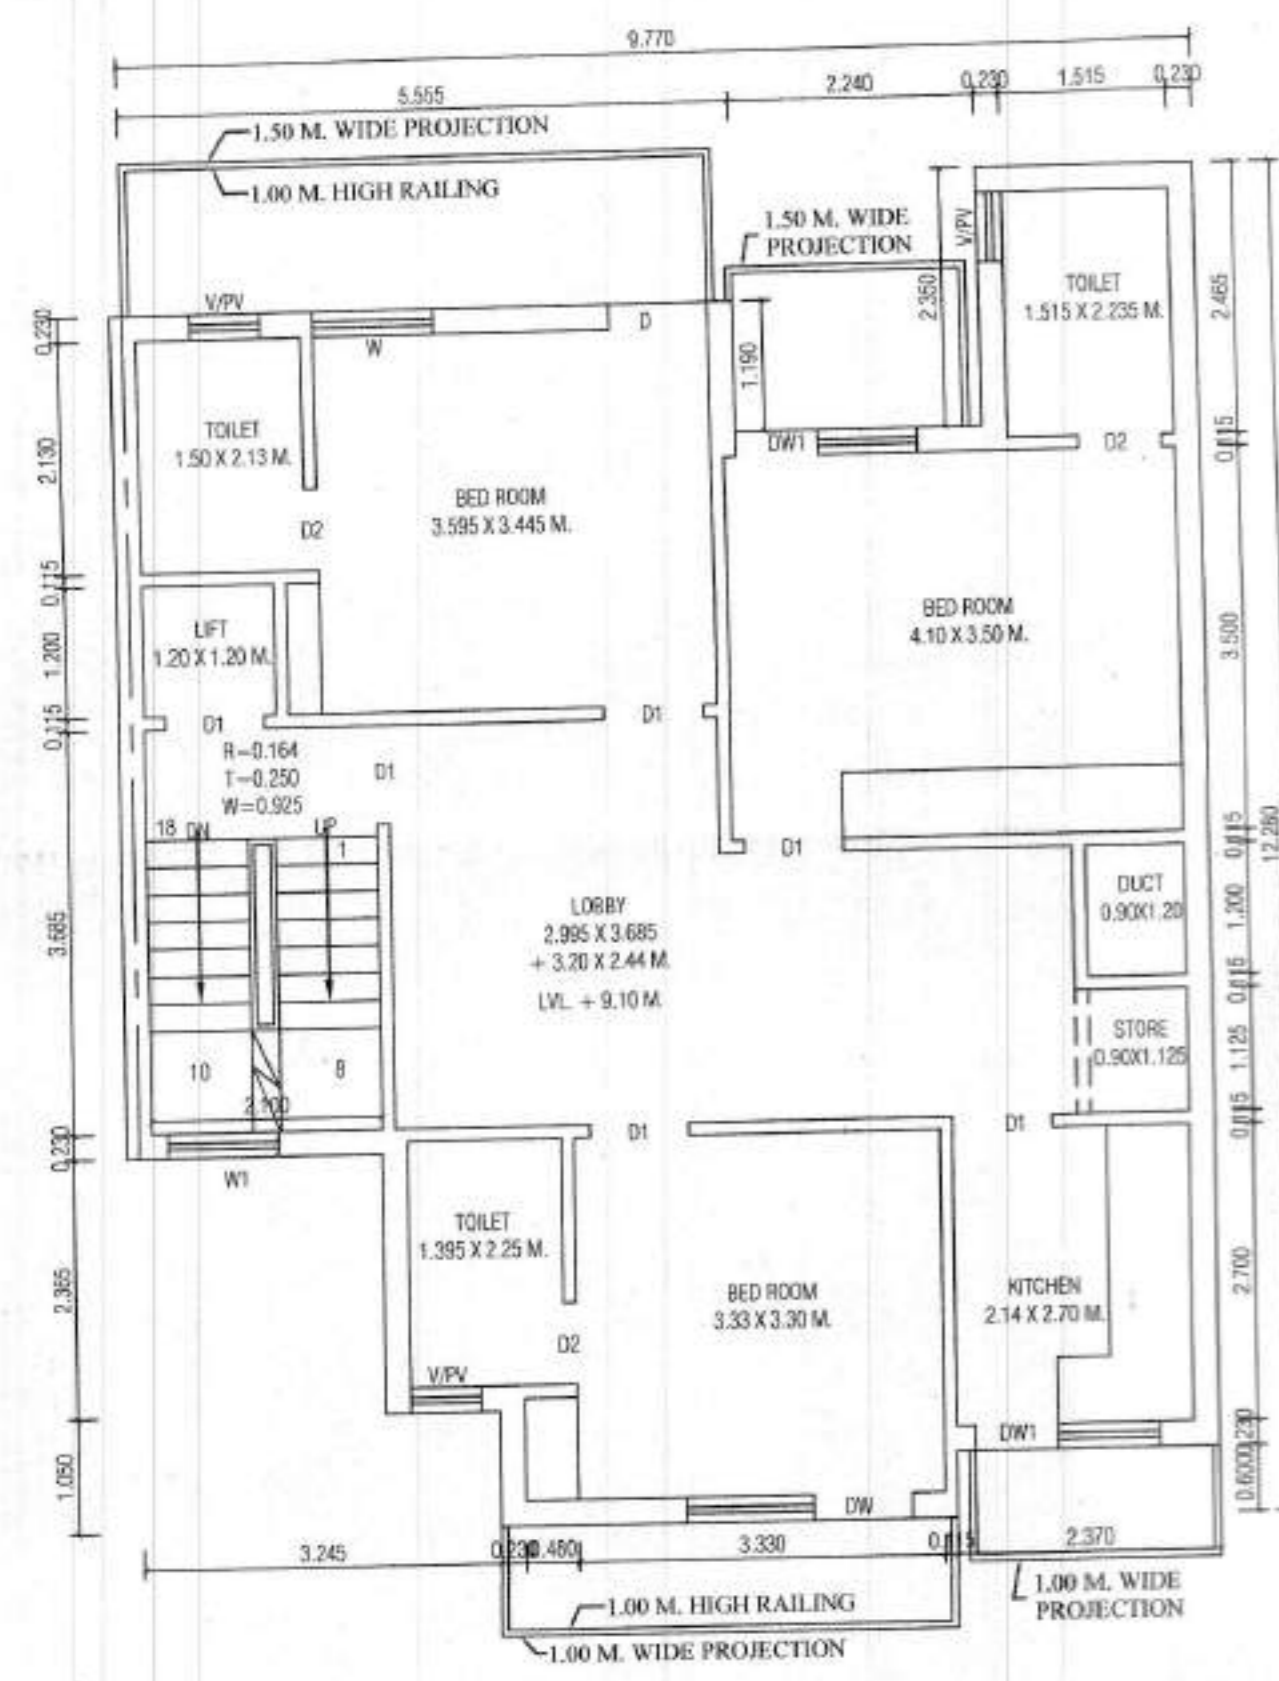 9.770
5.555
2.240
0.230
1.515
0.230
1.50 M. WIDE PROJECTION
1.00 M. HIGH RAILING
1.50 M. WIDE
PROJECTION
V/PV
2.350
TOILET
1.515 X 2.235 M.
2.465
0.230
V/PV
W
D
1.190
DW1
D2
0.115
TOILET
1.50 X 2.13 M.
2.130
D2
BED ROOM
3.595 X 3.445 M.
0.115
LIFT
1.20 X 1.20 M.
1.200
BED ROOM
4.10 X 3.50 M.
3.500
0.115
D1
D1
R=0.164
T=0.250
W=0.925
D1
18
DN
UP
1
D1
0.115
12.280
3.685
LOBBY
2.995 X 3.685
+ 3.20 X 2.44 M.
LVL. + 9.10 M.
DUCT
0.90X1.20
1.200
0.115
STORE
0.90X1.125
1.125
10
8
2.100
0.230
W1
D1
D1
0.115
TOILET
1.395 X 2.25 M.
2.365
D2
BED ROOM
3.33 X 3.30 M.
KITCHEN
2.14 X 2.70 M.
2.700
V/PV
DW1
0.230
1.050
DW
0.600
3.245
0.230
0.480
3.330
0.115
2.370
1.00 M. HIGH RAILING
1.00 M. WIDE PROJECTION
1.00 M. WIDE
PROJECTION